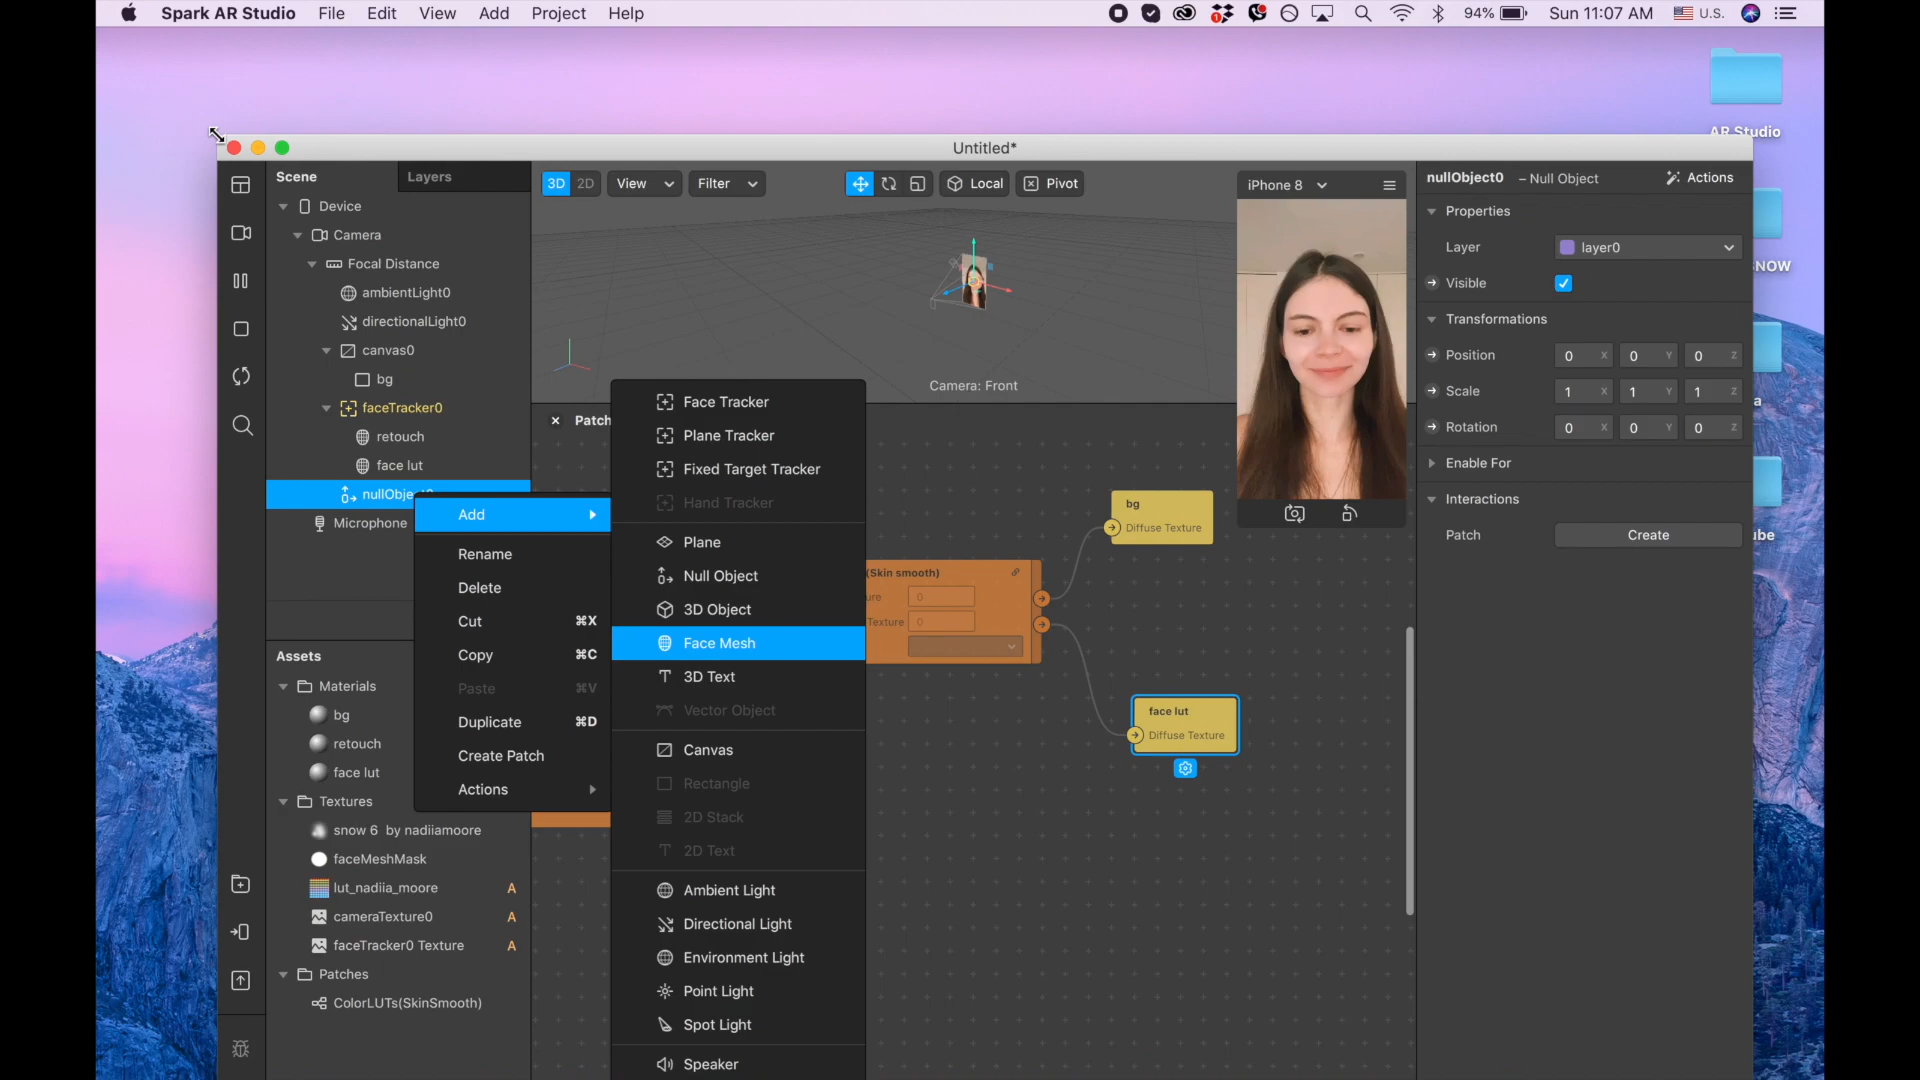 Spark AR Studio File Edit View Add Project Help
1 94% Sun 11:07 AM U.S.
AR Studio
SNOW
Untitled*
Scene Layers
Device
Camera
Focal Distance
ambientLight0
directionalLight0
canvas0
bg
faceTracker0
retouch
face lut
Microphone
Assets
Materials
bg
retouch
face lut
Textures
snow 6 by nadiiamoore
faceMeshMask
lut_nadiia_moore A
cameraTexture0 A
faceTracker0 Texture A
Patches
ColorLUTs(SkinSmooth)
Add
Rename
Delete
Cut ⌘X
Copy ⌘C
Paste ⌘V
Duplicate ⌘D
Create Patch
Actions
3D 2D View Filter Local Pivot
Camera: Front
Face Tracker
Plane Tracker
Fixed Target Tracker
Hand Tracker
Plane
Null Object
3D Object
Face Mesh
3D Text
Vector Object
Canvas
Rectangle
2D Stack
2D Text
Ambient Light
Directional Light
Environment Light
Point Light
Spot Light
Speaker
(Skin smooth)
0
Texture 0
bg
Diffuse Texture
face lut
Diffuse Texture
iPhone 8
nullObject0 – Null Object Actions
Properties
Layer layer0
Visible
Transformations
Position 0 X 0 Y 0 Z
Scale 1 X 1 Y 1 Z
Rotation 0 X 0 Y 0 Z
Enable For
Interactions
Patch Create